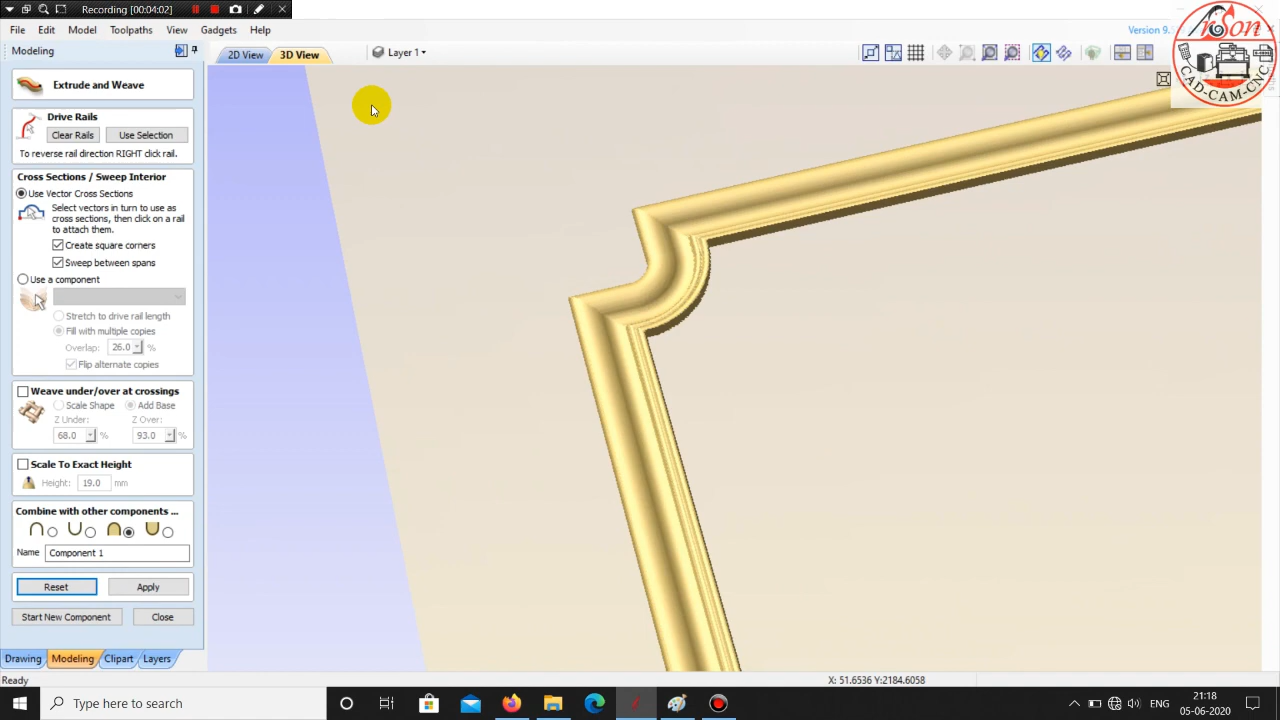 Recording [00:04:02]
File Edit Model Toolpaths View Gadgets Help
Version 9.
Modeling
2D View 3D View Layer 1
Extrude and Weave
Drive Rails
Clear Rails Use Selection
To reverse rail direction RIGHT click rail.
Cross Sections / Sweep Interior
Use Vector Cross Sections
Select vectors in turn to use as
cross sections, then click on a rail
to attach them.
Create square corners
Sweep between spans
Use a component
Stretch to drive rail length
Fill with multiple copies
Overlap: 26.0 %
Flip alternate copies
Weave under/over at crossings
Scale Shape Add Base
Z Under: Z Over:
68.0 % 93.0 %
Scale To Exact Height
Height: 19.0 mm
Combine with other components ...
Name Component 1
Reset Apply
Start New Component Close
Drawing Modeling Clipart Layers
Ready
X: 51.6536 Y:2184.6058
Type here to search
ENG
21:18
05-06-2020
CAD-CAM-CNC